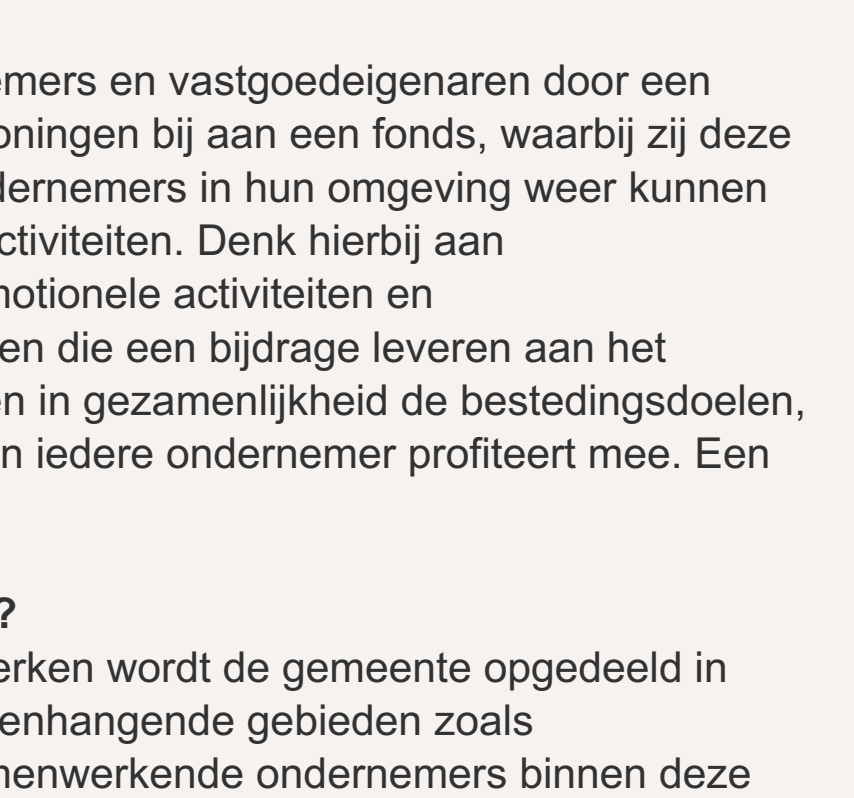 emers en vastgoedeigenaren door een
oningen bij aan een fonds, waarbij zij deze
dernemers in hun omgeving weer kunnen
ctiviteiten. Denk hierbij aan
notionele activiteiten en
en die een bijdrage leveren aan het
en in gezamenlijkheid de bestedingsdoelen,
n iedere ondernemer profiteert mee. Een
?
erken wordt de gemeente opgedeeld in
enhangende gebieden zoals
nenwerkende ondernemers binnen deze